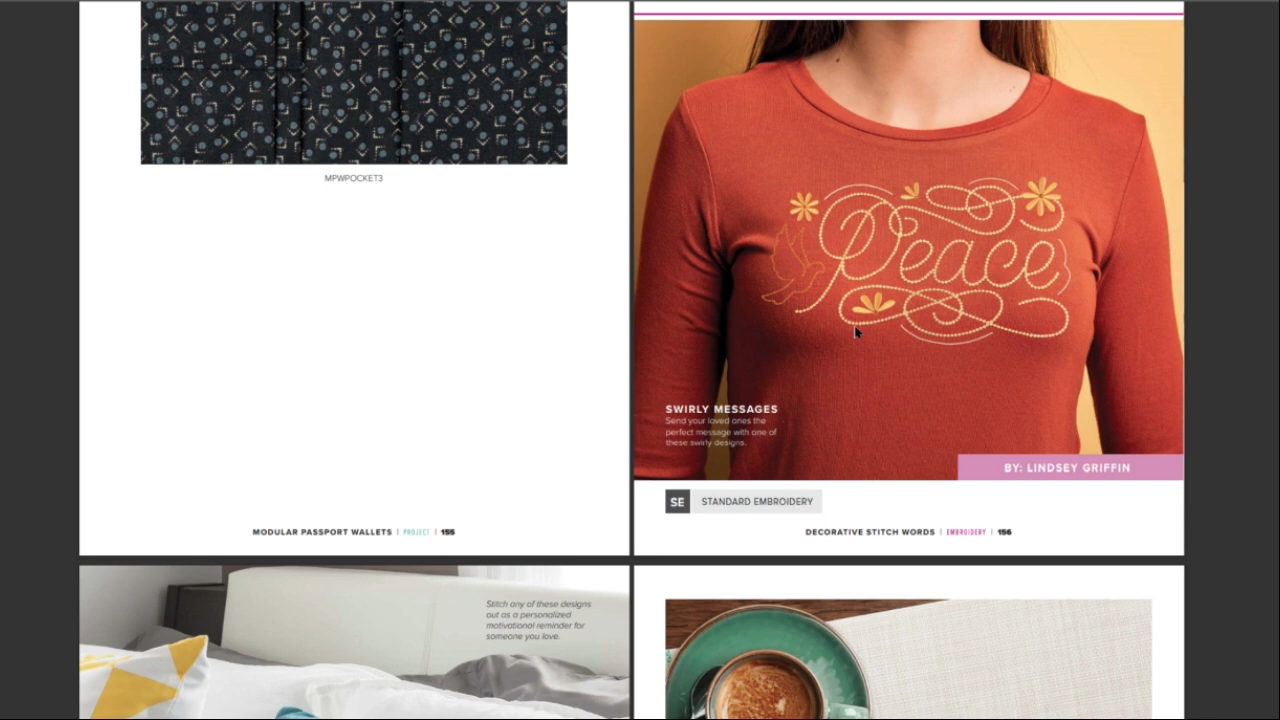 MPWPOCKET3
MODULAR PASSPORT WALLETS | PROJECT | 155
Peace
SWIRLY MESSAGES
Send your loved ones the
perfect message with one of
these swirly designs.
BY: LINDSEY GRIFFIN
SE STANDARD EMBROIDERY
DECORATIVE STITCH WORDS | EMBROIDERY | 156
Stitch any of these designs
out as a personalized
motivational reminder for
someone you love.